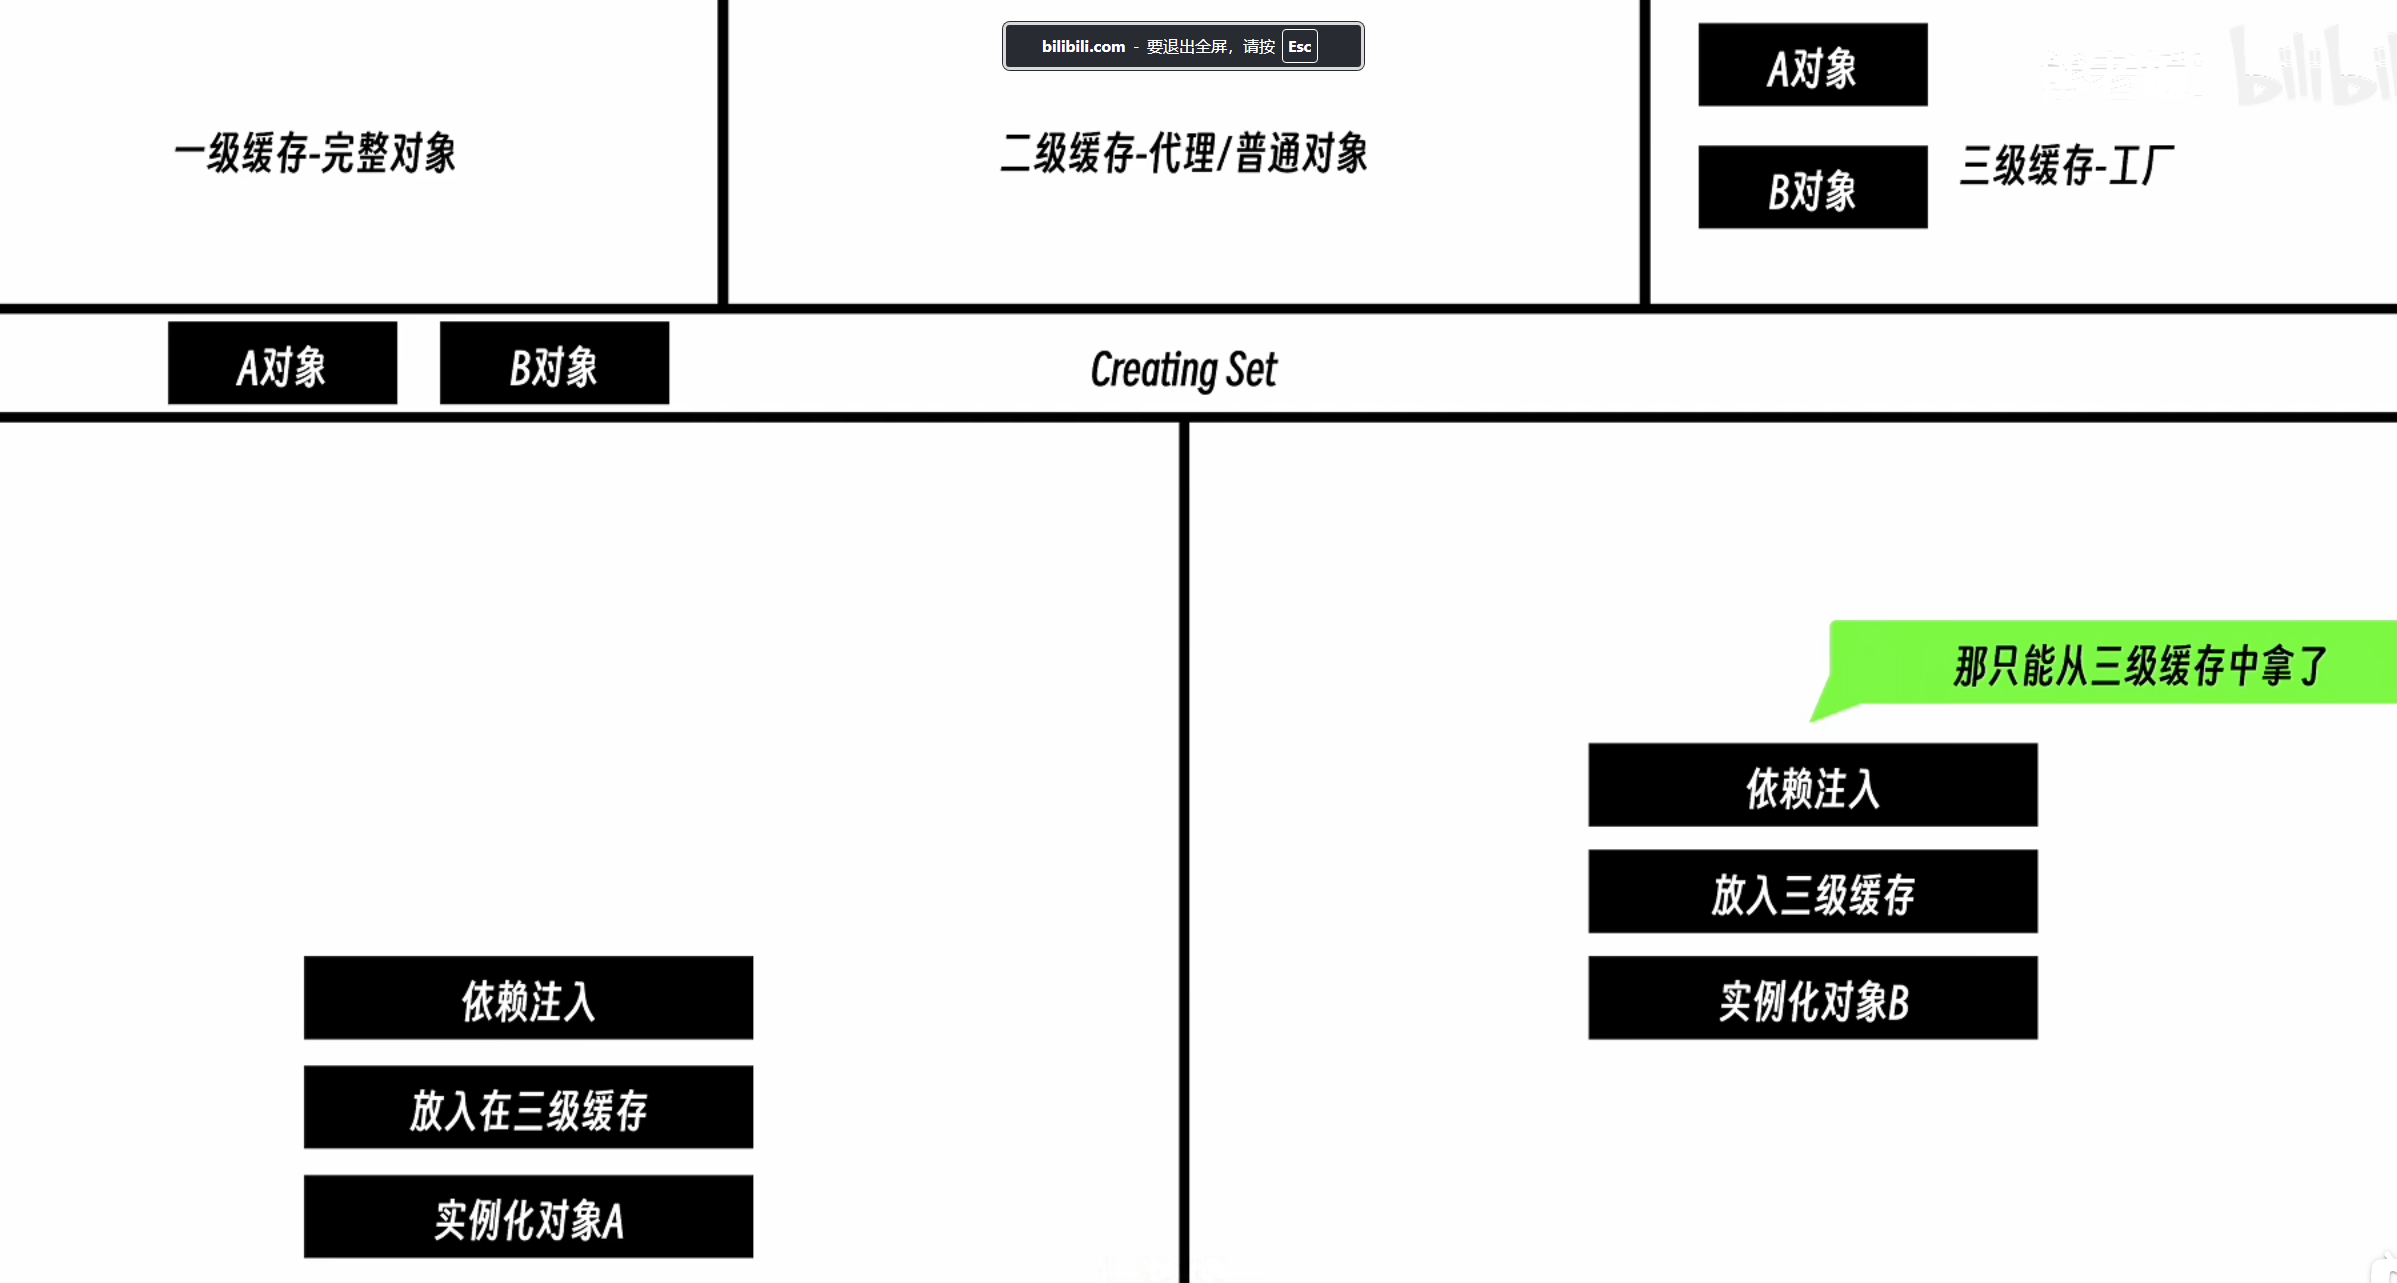 bilibili.com - 要退出全屏，请按 Esc
一级缓存-完整对象
二级缓存-代理/普通对象
A对象
B对象
三级缓存-工厂
A对象
B对象
Creating Set
那只能从三级缓存中拿了
依赖注入
放入三级缓存
实例化对象B
依赖注入
放入在三级缓存
实例化对象A